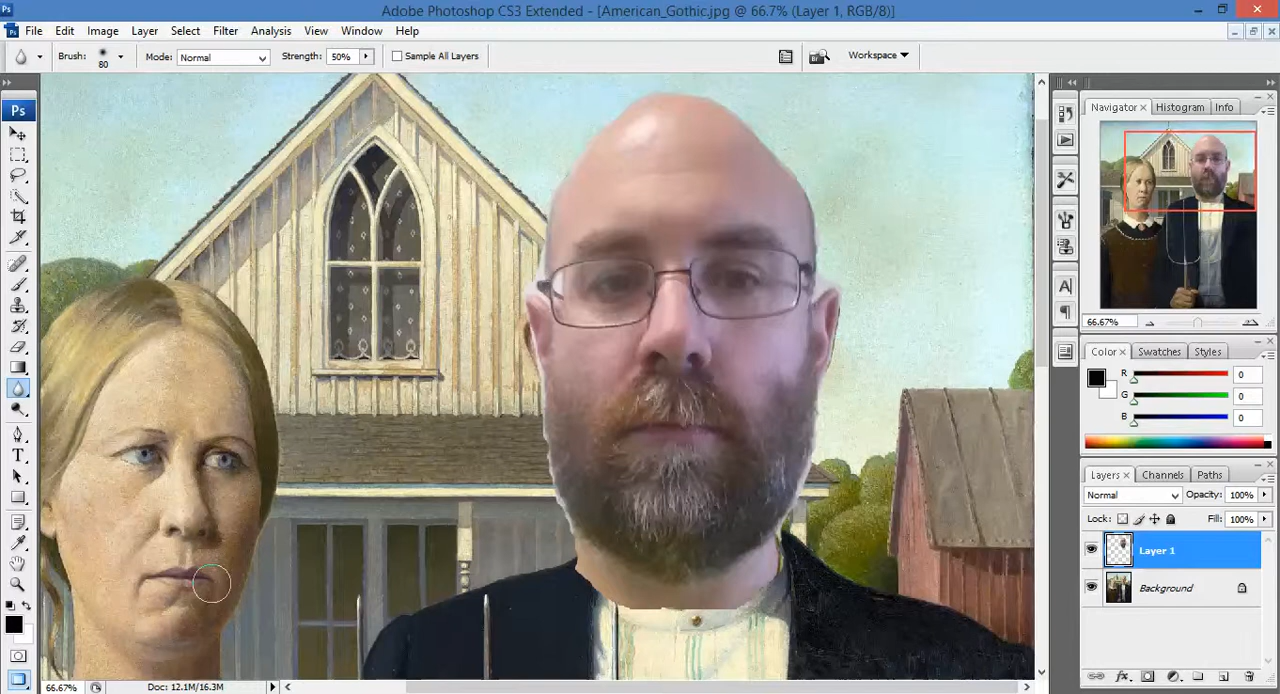 Ps Adobe Photoshop CS3 Extended - [American_Gothic.jpg @ 66.7% (Layer 1, RGB/8)]
Ps File Edit Image Layer Select Filter Analysis View Window Help
Brush: 80 Mode: Normal Strength: 50% Sample All Layers Workspace
Ps
Navigator Histogram Info
66.67%
Color Swatches Styles
R 0
G 0
B 0
Layers Channels Paths
Normal Opacity: 100%
Lock: Fill: 100%
Layer 1
Background
T
A
66.67% Doc: 12.1M/16.3M